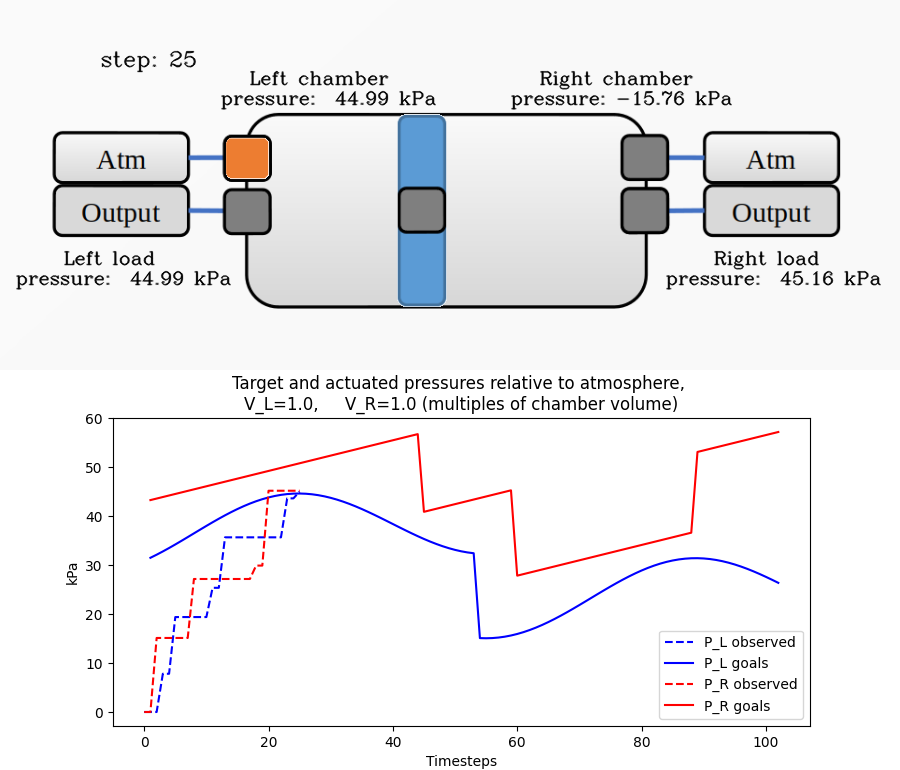 step: 25
Left chamber
pressure: 44.99 kPa
Right chamber
pressure: −15.76 kPa
Atm
Output
Atm
Output
Left load
pressure: 44.99 kPa
Right load
pressure: 45.16 kPa
Target and actuated pressures relative to atmosphere,
V_L=1.0, V_R=1.0 (multiples of chamber volume)
60
50
40
30
20
10
0
kPa
0 20 40 60 80 100
Timesteps
P_L observed
P_L goals
P_R observed
P_R goals